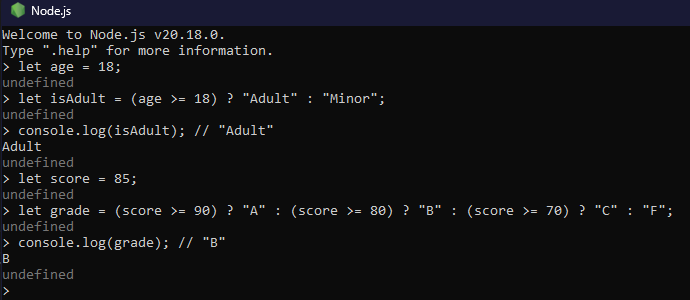 Node.js
Welcome to Node.js v20.18.0.
Type ".help" for more information.
> let age = 18;
undefined
> let isAdult = (age >= 18) ? "Adult" : "Minor";
undefined
> console.log(isAdult); // "Adult"
Adult
undefined
> let score = 85;
undefined
> let grade = (score >= 90) ? "A" : (score >= 80) ? "B" : (score >= 70) ? "C" : "F";
undefined
> console.log(grade); // "B"
B
undefined
>